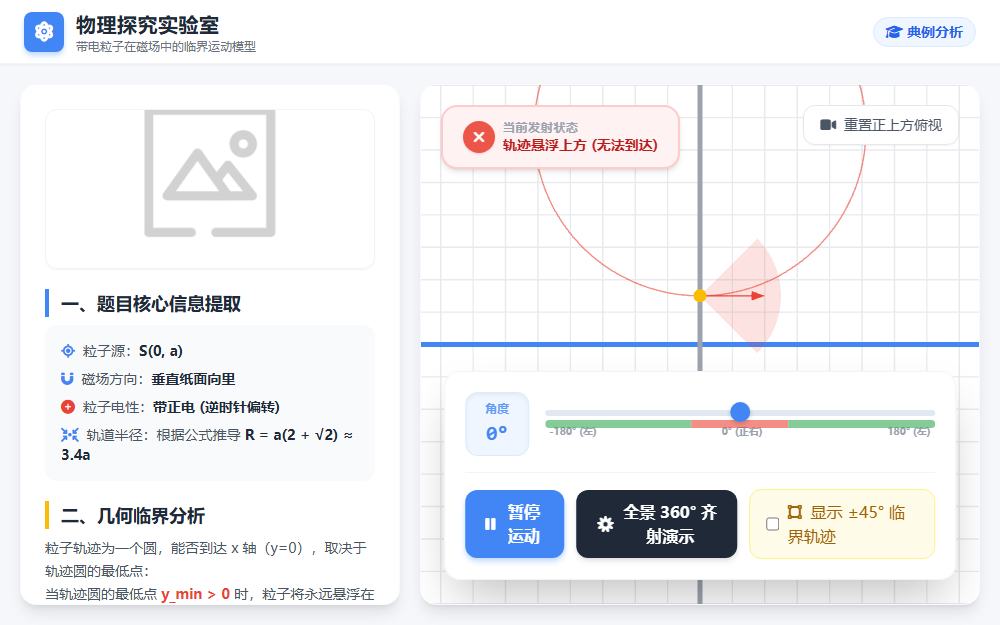 物理探究实验室
带电粒子在磁场中的临界运动模型
典例分析
一、题目核心信息提取
粒子源：S(0, a)
磁场方向：垂直纸面向里
粒子电性：带正电 (逆时针偏转)
轨道半径：根据公式推导 R = a(2 + √2) ≈
3.4a
二、几何临界分析
粒子轨迹为一个圆，能否到达 x 轴（y=0），取决于
轨迹圆的最低点：
当轨迹圆的最低点 y_min > 0 时，粒子将永远悬浮在
当前发射状态
轨迹悬浮上方 (无法到达)
重置正上方俯视
角度
0°
-180° (左)
0° (正右)
180° (左)
暂停
运动
全景 360° 齐
射演示
显示 ±45° 临
界轨迹